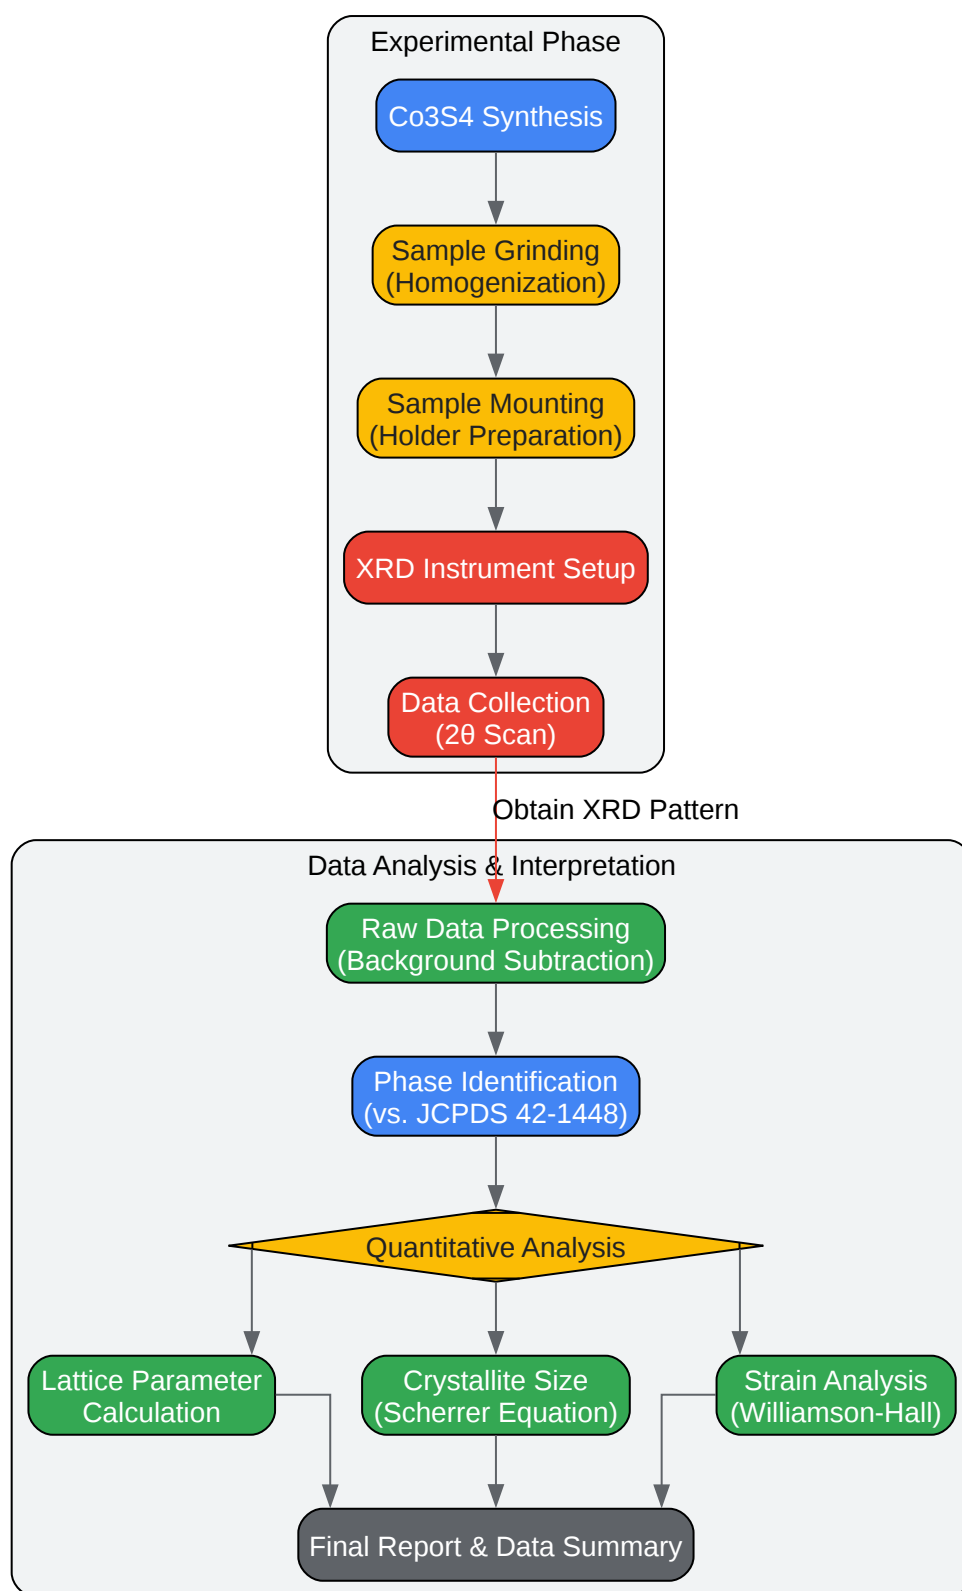 Experimental Phase
Co3S4 Synthesis
Sample Grinding
(Homogenization)
Sample Mounting
(Holder Preparation)
XRD Instrument Setup
Data Collection
(2θ Scan)
Obtain XRD Pattern
Data Analysis & Interpretation
Raw Data Processing
(Background Subtraction)
Phase Identification
(vs. JCPDS 42-1448)
Quantitative Analysis
Lattice Parameter
Calculation
Crystallite Size
(Scherrer Equation)
Strain Analysis
(Williamson-Hall)
Final Report & Data Summary